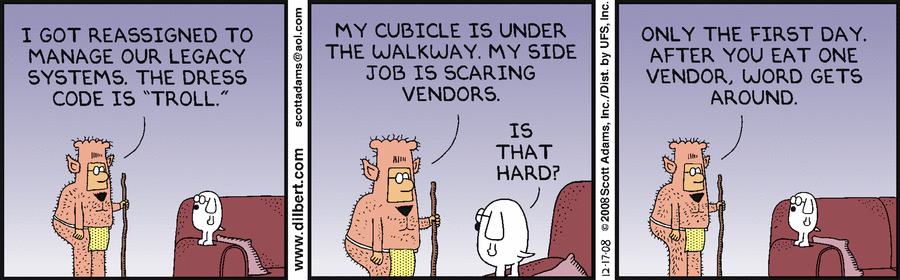 I GOT REASSIGNED TO
MANAGE OUR LEGACY
SYSTEMS. THE DRESS
CODE IS "TROLL."
www.dilbert.com scottadams@aol.com
MY CUBICLE IS UNDER
THE WALKWAY. MY SIDE
JOB IS SCARING
VENDORS.
IS
THAT
HARD?
12-17-08 © 2008 Scott Adams, Inc./Dist. by UFS, Inc.
ONLY THE FIRST DAY.
AFTER YOU EAT ONE
VENDOR, WORD GETS
AROUND.